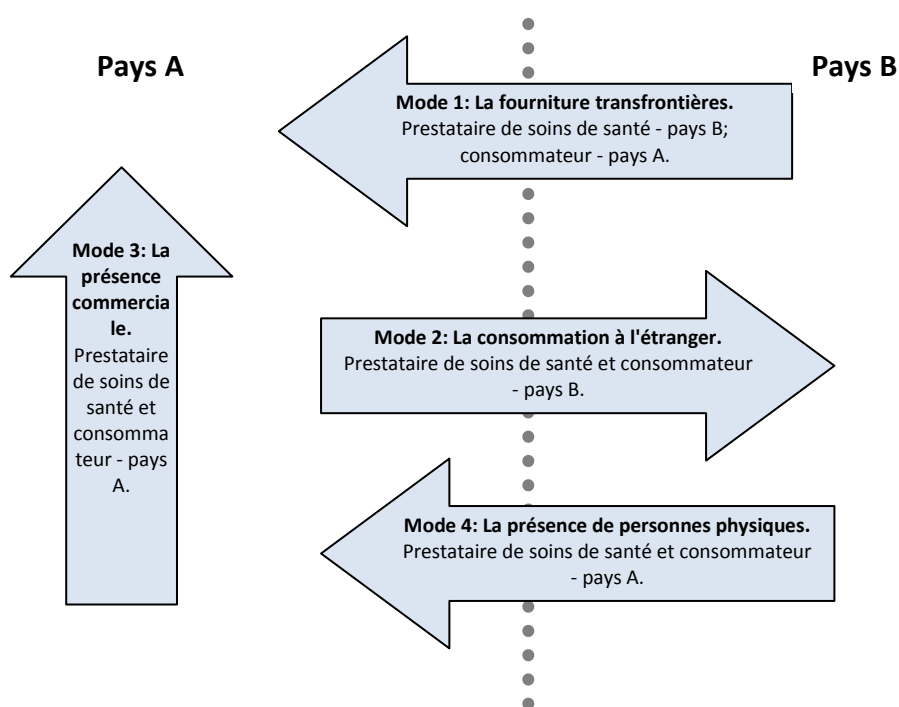 Pays A
Pays B
Mode 1: La fourniture transfrontières.
Prestataire de soins de santé - pays B;
consommateur - pays A.
Mode 3: La
présence
commercia
le.
Prestataire
de soins de
santé et
consomma
teur - pays
A.
Mode 2: La consommation à l'étranger.
Prestataire de soins de santé et consommateur
- pays B.
Mode 4: La présence de personnes physiques.
Prestataire de soins de santé et consommateur
- pays A.